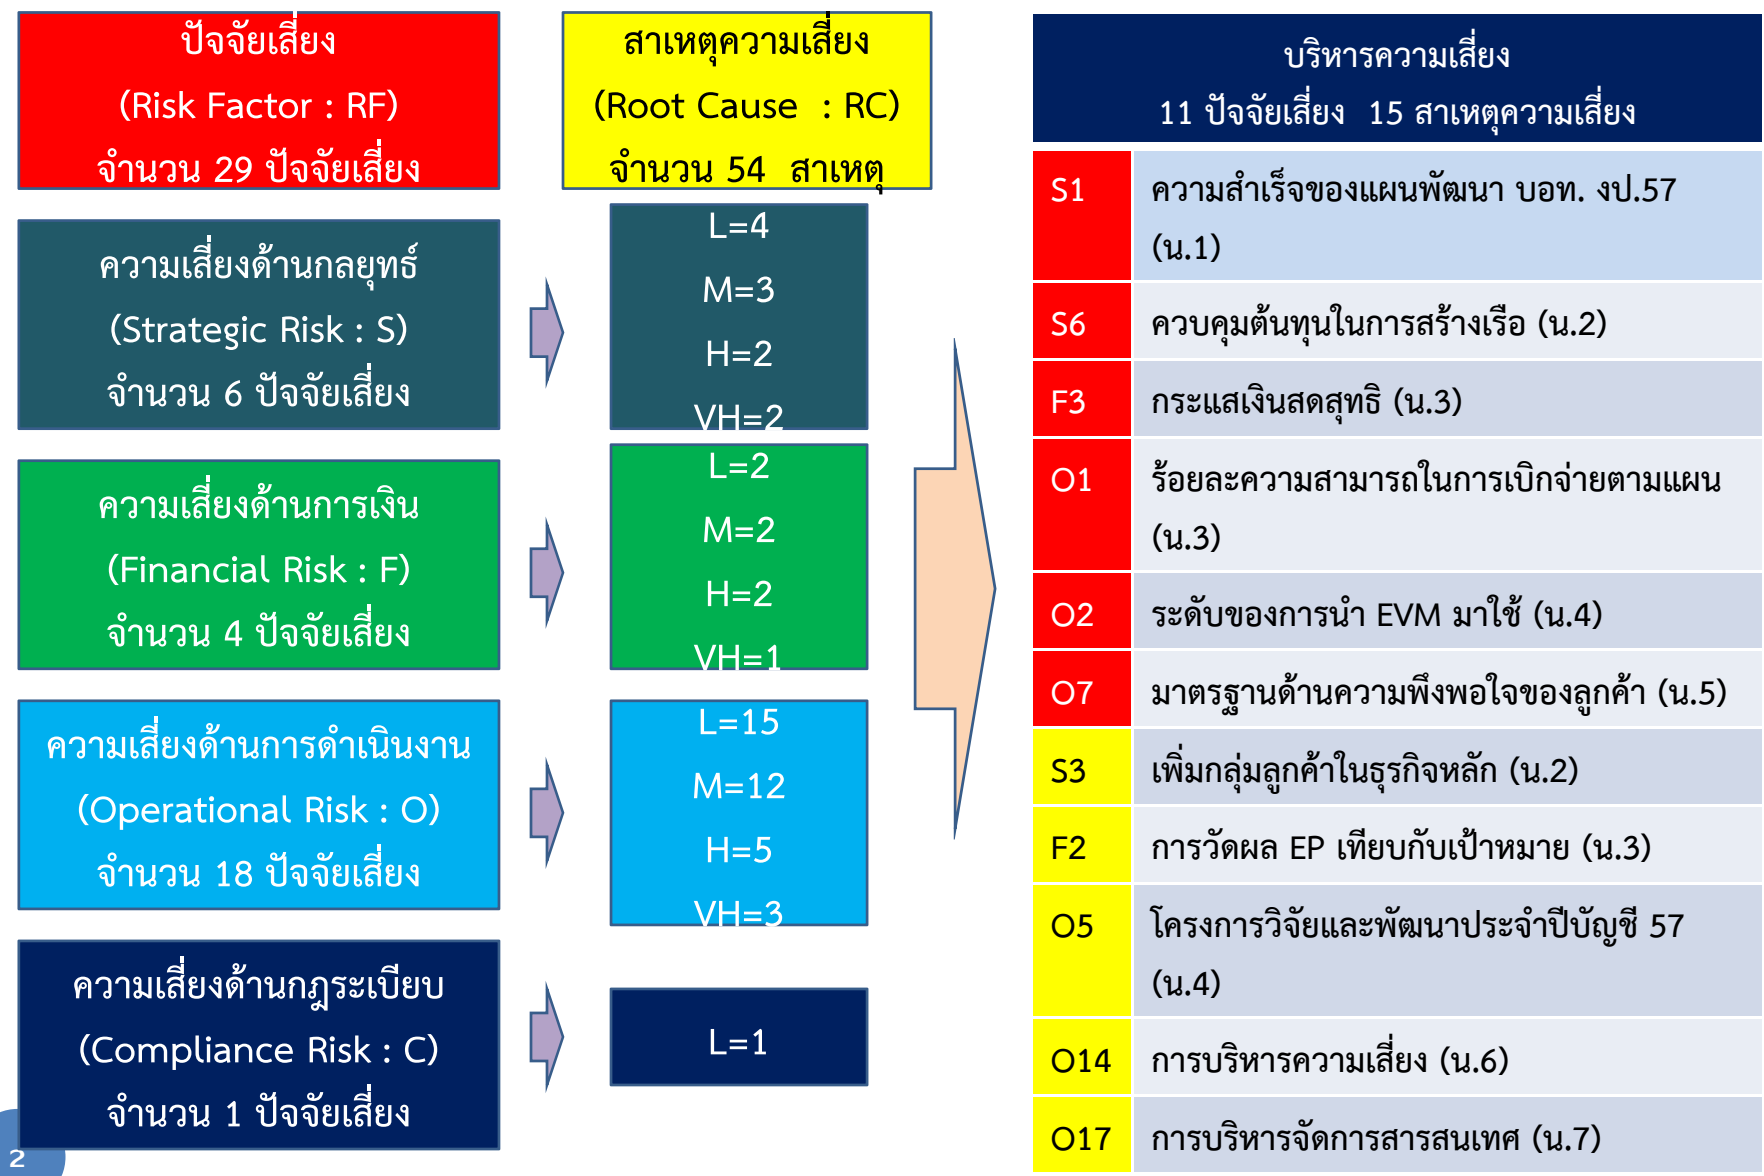 ปัจจัยเสี่ยง
(Risk Factor : RF)
จำนวน 29 ปัจจัยเสี่ยง
ความเสี่ยงด้านกลยุทธ์
(Strategic Risk : S)
จำนวน 6 ปัจจัยเสี่ยง
ความเสี่ยงด้านการเงิน
(Financial Risk : F)
จำนวน 4 ปัจจัยเสี่ยง
ความเสี่ยงด้านการดำเนินงาน
(Operational Risk : O)
จำนวน 18 ปัจจัยเสี่ยง
ความเสี่ยงด้านกฎระเบียบ
(Compliance Risk : C)
จำนวน 1 ปัจจัยเสี่ยง
สาเหตุความเสี่ยง
(Root Cause : RC)
จำนวน 54 สาเหตุ
L=4
M=3
H=2
VH=2
L=2
M=2
H=2
VH=1
L=15
M=12
H=5
VH=3
L=1
บริหารความเสี่ยง
11 ปัจจัยเสี่ยง 15 สาเหตุความเสี่ยง
S1 ความสำเร็จของแผนพัฒนา บอท. งป.57
(น.1)
S6 ควบคุมต้นทุนในการสร้างเรือ (น.2)
F3 กระแสเงินสดสุทธิ (น.3)
O1 ร้อยละความสามารถในการเบิกจ่ายตามแผน
(น.3)
O2 ระดับของการนำ EVM มาใช้ (น.4)
O7 มาตรฐานด้านความพึงพอใจของลูกค้า (น.5)
S3 เพิ่มกลุ่มลูกค้าในธุรกิจหลัก (น.2)
F2 การวัดผล EP เทียบกับเป้าหมาย (น.3)
O5 โครงการวิจัยและพัฒนาประจำปีบัญชี 57
(น.4)
O14 การบริหารความเสี่ยง (น.6)
O17 การบริหารจัดการสารสนเทศ (น.7)
2